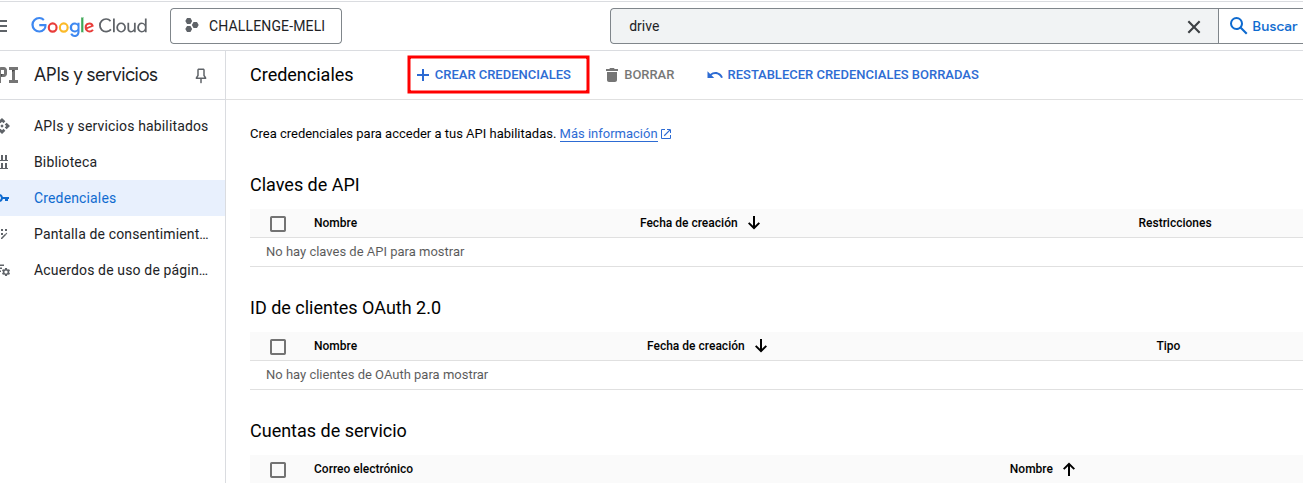 Google Cloud
CHALLENGE-MELI
drive
Buscar
PI
APIs y servicios
Credenciales
CREAR CREDENCIALES
BORRAR
RESTABLECER CREDENCIALES BORRADAS
APIs y servicios habilitados
Biblioteca
Credenciales
Pantalla de consentimient...
Acuerdos de uso de págin...
Crea credenciales para acceder a tus API habilitadas. Más información
Claves de API
Nombre Fecha de creación Restricciones
No hay claves de API para mostrar
ID de clientes OAuth 2.0
Nombre Fecha de creación Tipo
No hay clientes de OAuth para mostrar
Cuentas de servicio
Correo electrónico Nombre